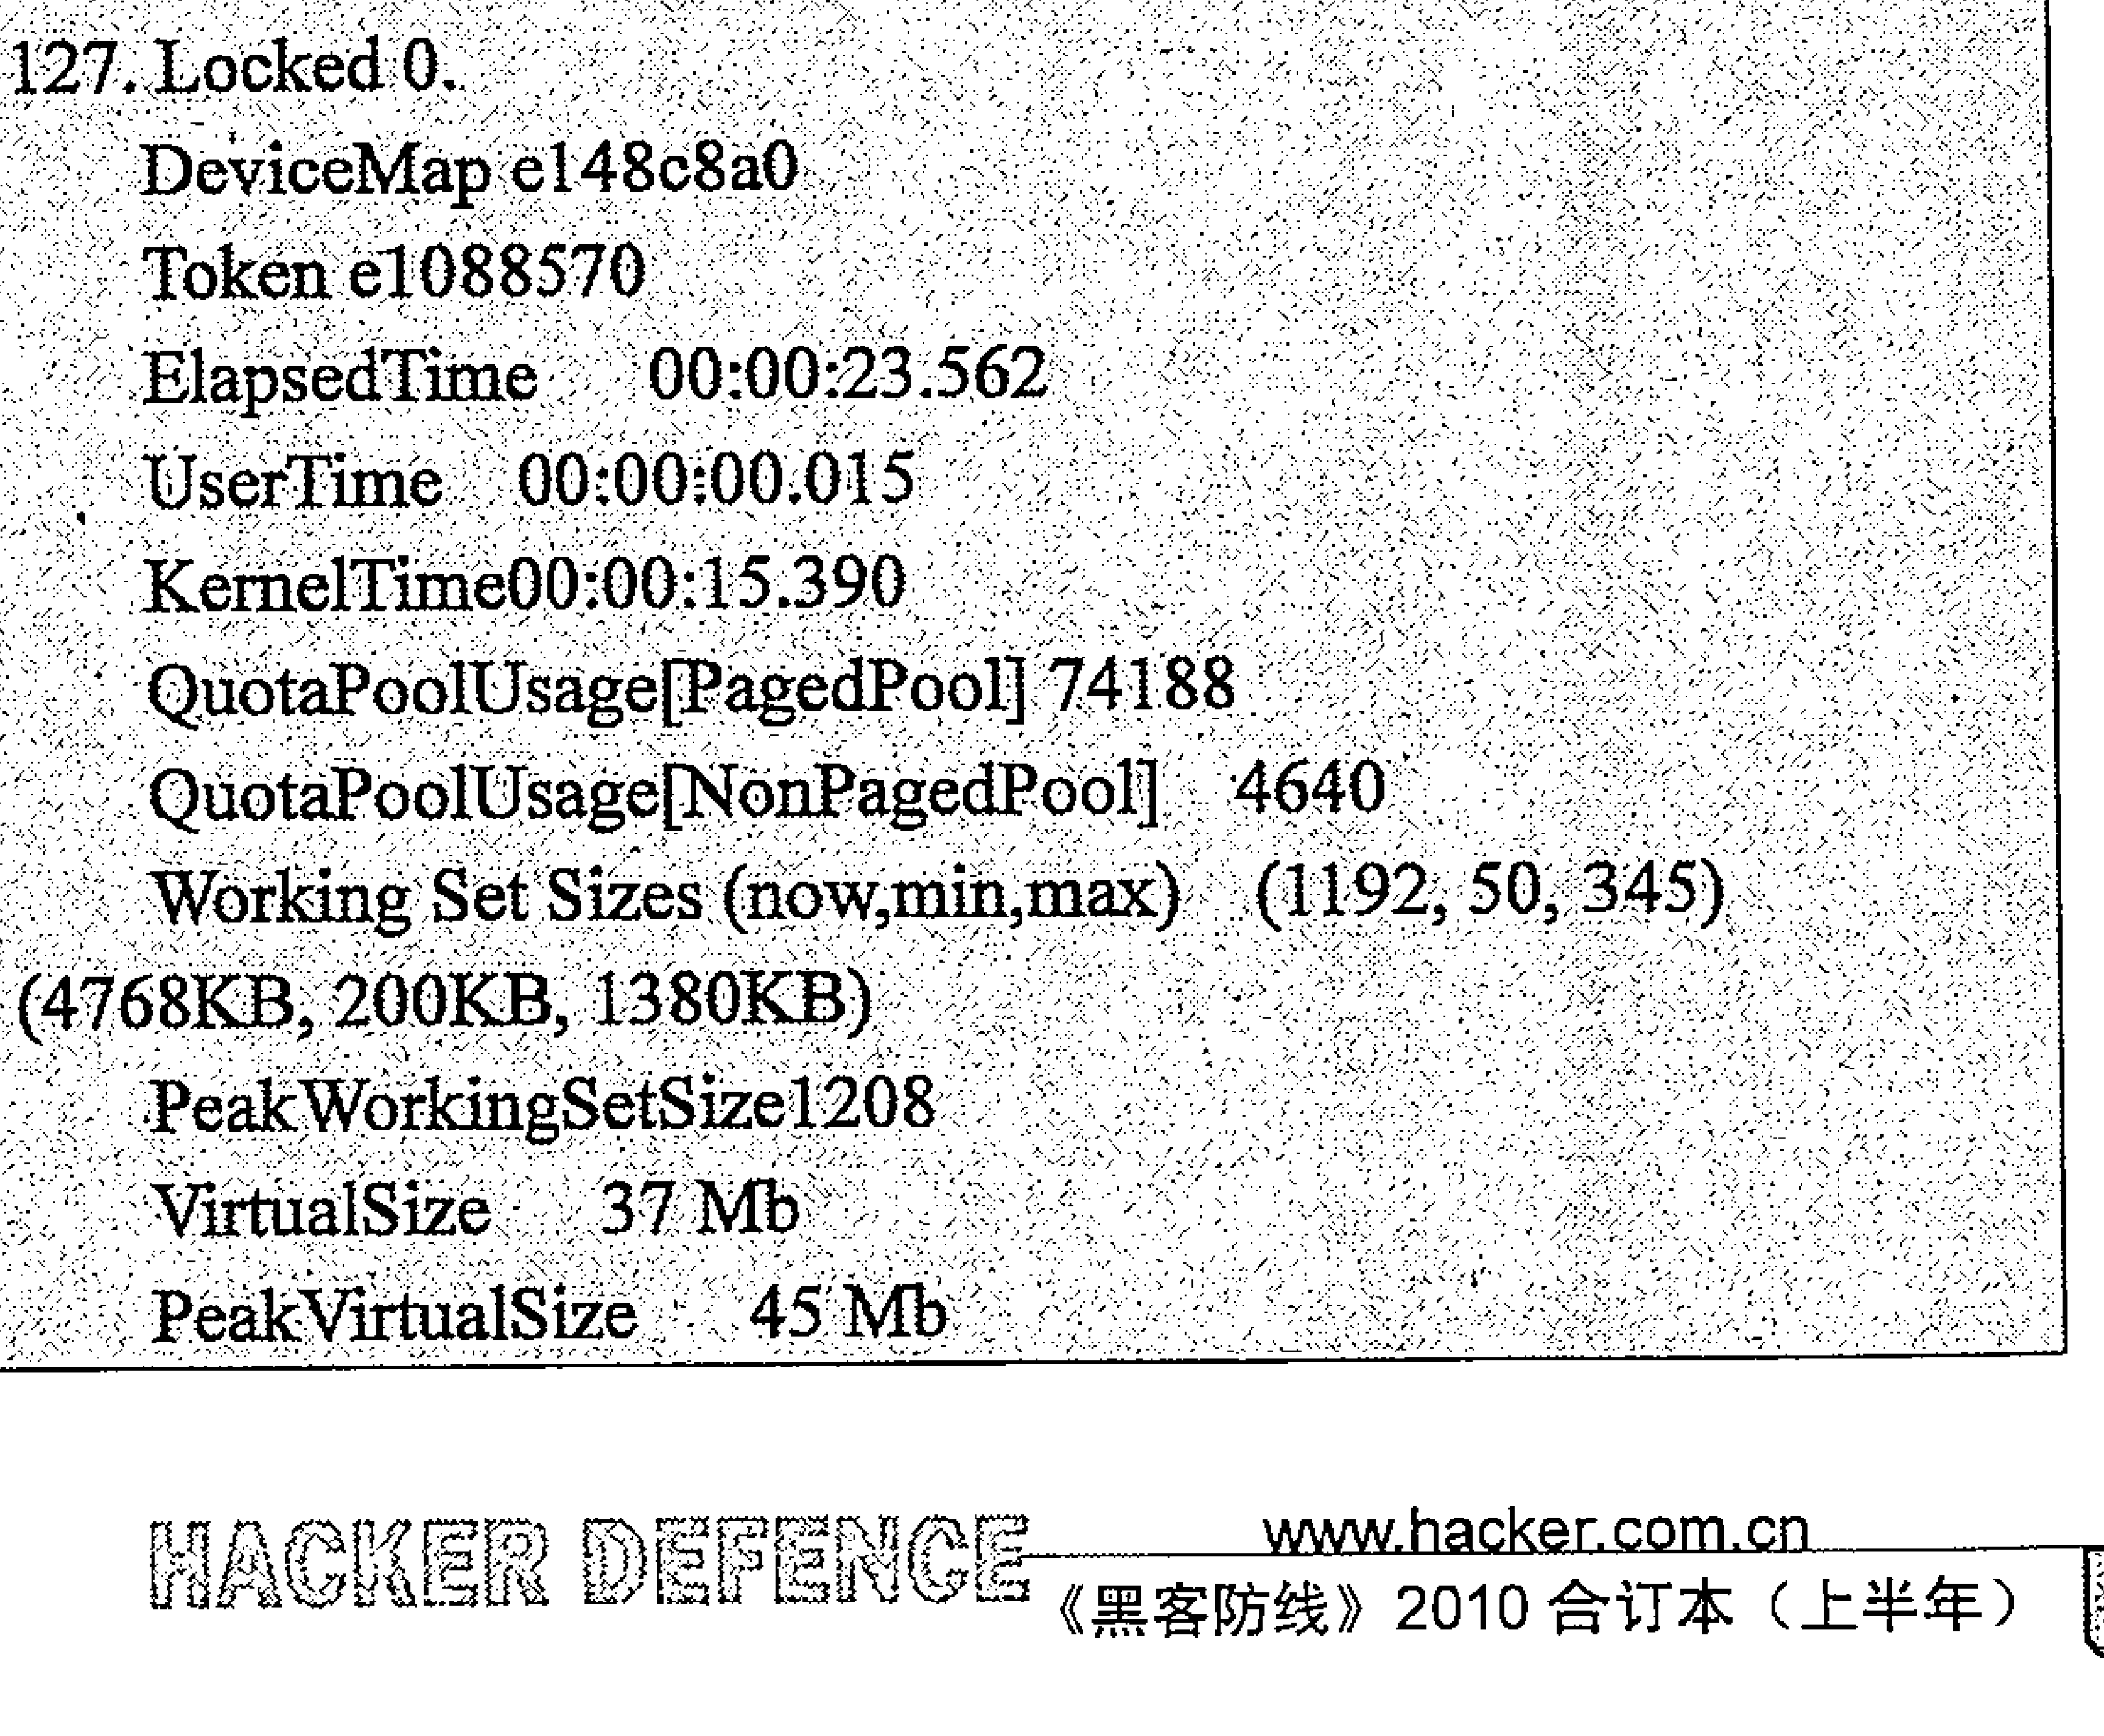 127. Locked 0.
DeviceMap e148c8a0
Token e1088570
ElapsedTime 00:00:23.562
UserTime 00:00:00.015
KernelTime00:00:15.390
QuotaPoolUsage[PagedPool] 74188
QuotaPoolUsage[NonPagedPool] 4640
Working Set Sizes (now,min,max) (1192, 50, 345)
(4768KB, 200KB, 1380KB)
PeakWorkingSetSize1208
VirtualSize 37 Mb
PeakVirtualSize 45 Mb
HACKER DEFENCE
www.hacker.com.cn
《黑客防线》2010 合订本（上半年）